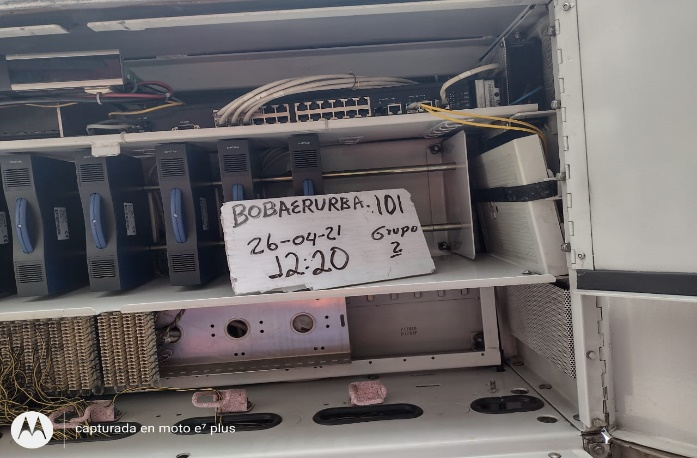 BOBAERURBA.101
26-04-21
Grupo
2
12:20
capturada en moto e⁷ plus